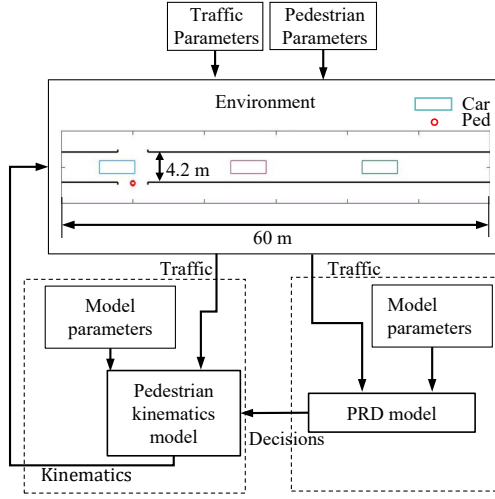 Traffic
Parameters
Pedestrian
Parameters
Environment
Car
Ped
4.2 m
60 m
Traffic
Traffic
Model
parameters
Model
parameters
Pedestrian
kinematics
model
PRD model
Decisions
Kinematics